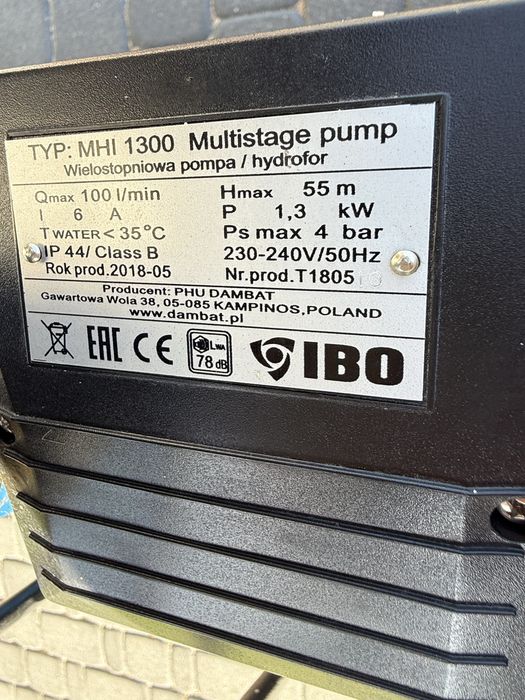 TYP: MHI 1300 Multistage pump
Wielostopniowa pompa / hydrofor
Qmax 100 l/min Hmax 55 m
I 6 A P 1,3 kW
T WATER < 35°C Ps max 4 bar
IP 44/ Class B 230-240V/50Hz
Rok prod.2018-05 Nr.prod.T1805
Producent: PHU DAMBAT
Gawartowa Wola 38, 05-085 KAMPINOS,POLAND
www.dambat.pl
EAC CE LWA 78 dB IBO